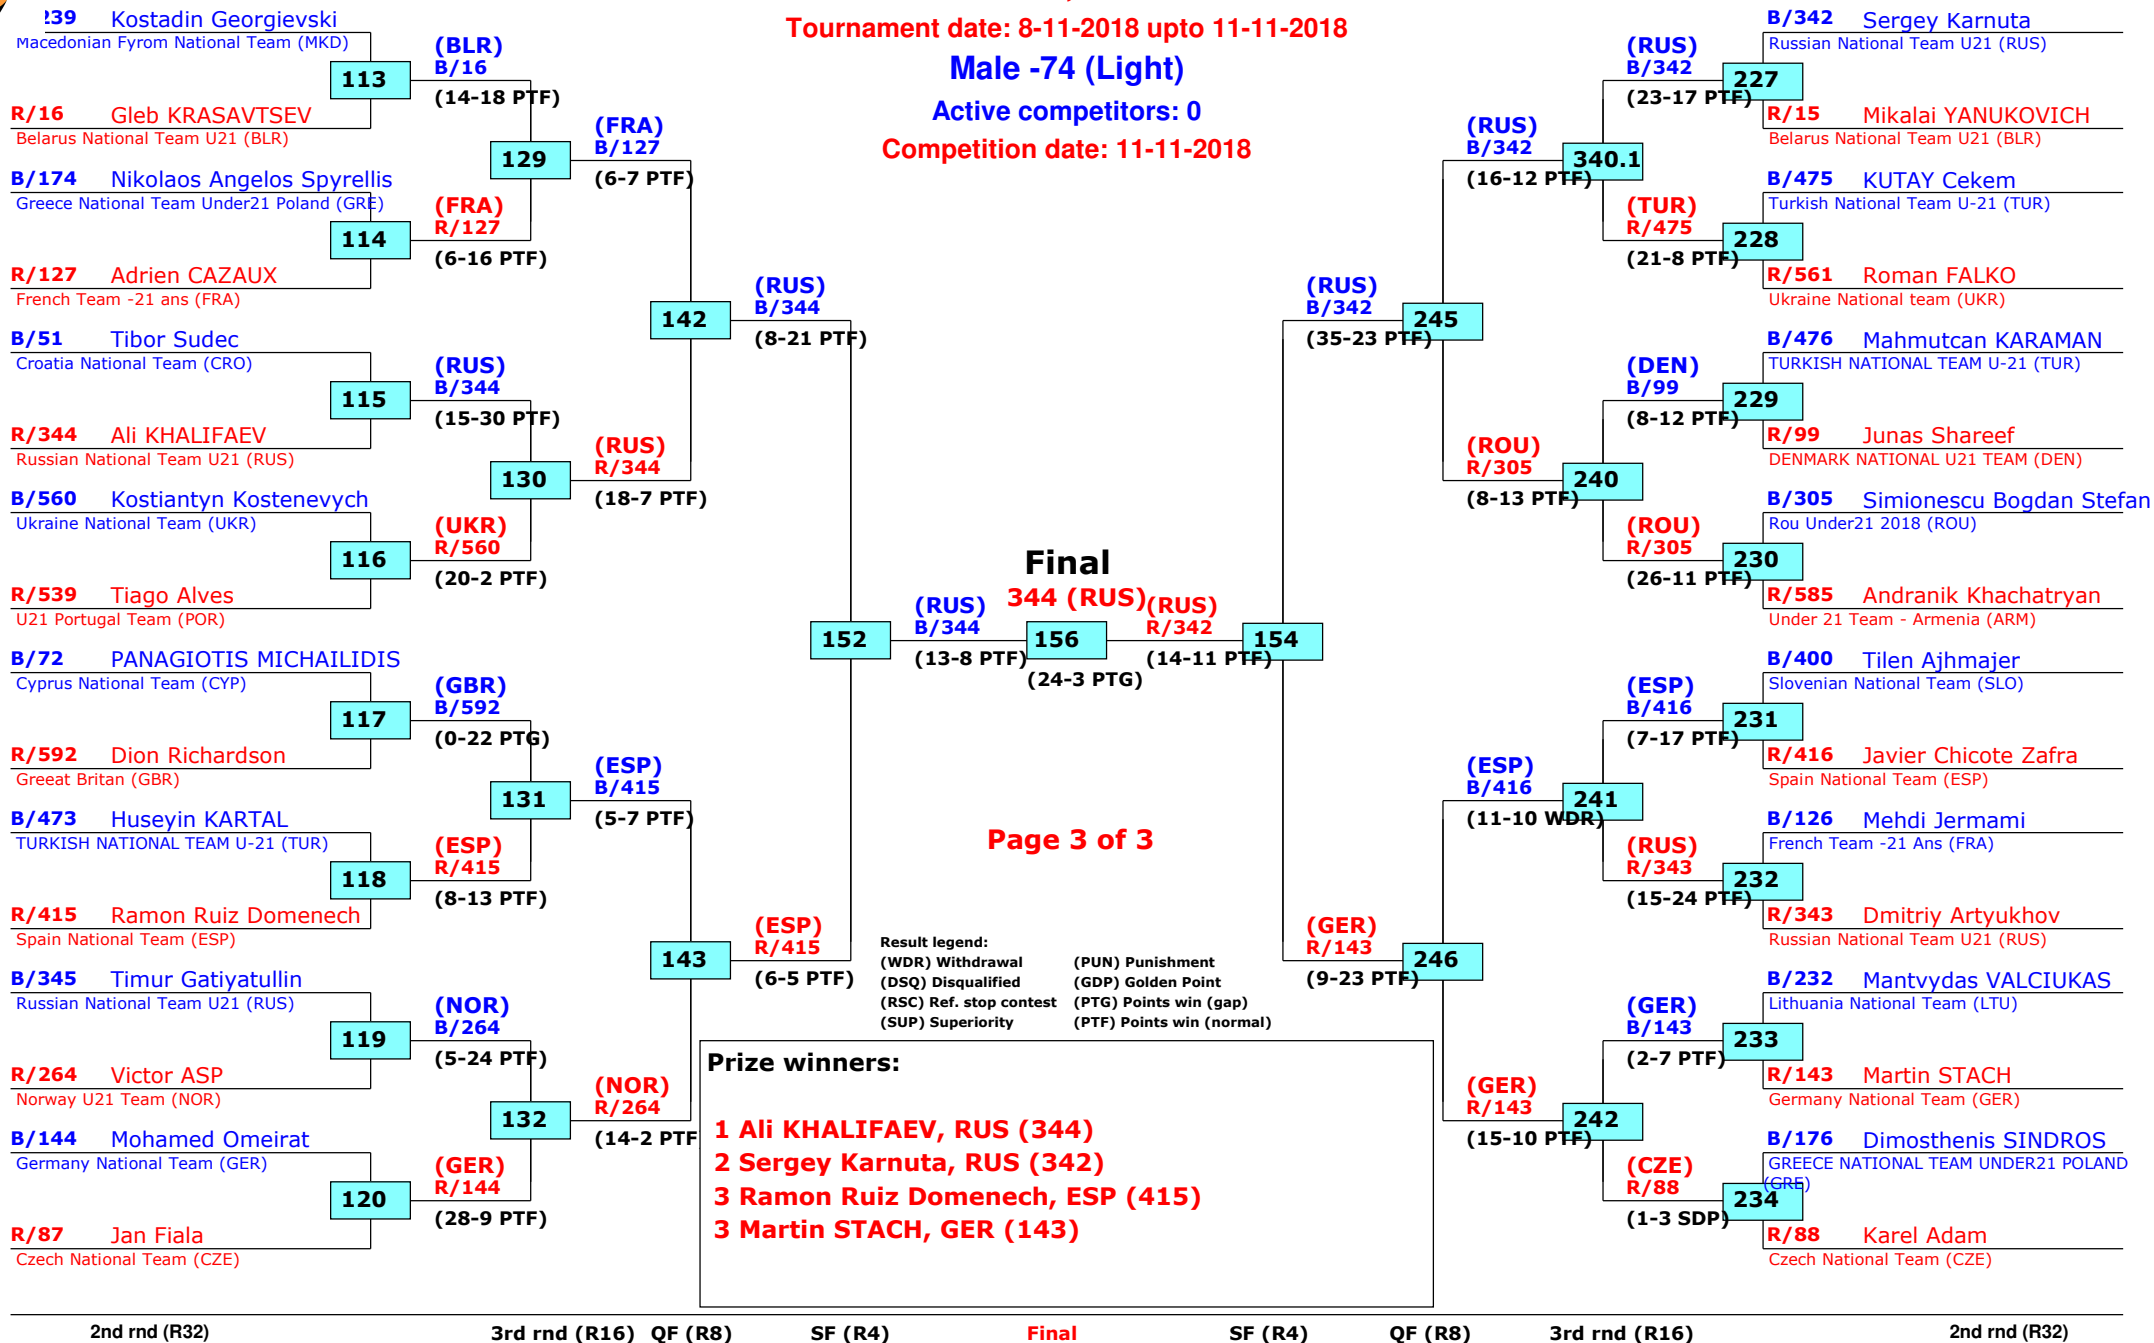 Tournament date: 8-11-2018 upto 11-11-2018
Male -74 (Light)
Active competitors: 0
Competition date: 11-11-2018
239 Kostadin Georgievski
Macedonian Fyrom National Team (MKD)
113
R/16 Gleb KRASAVTSEV
Belarus National Team U21 (BLR)
B/174 Nikolaos Angelos Spyrellis
Greece National Team Under21 Poland (GRE)
114
R/127 Adrien CAZAUX
French Team -21 ans (FRA)
B/51 Tibor Sudec
Croatia National Team (CRO)
115
R/344 Ali KHALIFAEV
Russian National Team U21 (RUS)
B/560 Kostiantyn Kostenevych
Ukraine National Team (UKR)
116
R/539 Tiago Alves
U21 Portugal Team (POR)
B/72 PANAGIOTIS MICHAILIDIS
Cyprus National Team (CYP)
117
R/592 Dion Richardson
Greeat Britan (GBR)
B/473 Huseyin KARTAL
TURKISH NATIONAL TEAM U-21 (TUR)
118
R/415 Ramon Ruiz Domenech
Spain National Team (ESP)
B/345 Timur Gatiyatullin
Russian National Team U21 (RUS)
119
R/264 Victor ASP
Norway U21 Team (NOR)
B/144 Mohamed Omeirat
Germany National Team (GER)
120
R/87 Jan Fiala
Czech National Team (CZE)
(BLR)
B/16
(14-18 PTF)
129
(FRA)
R/127
(6-16 PTF)
(RUS)
B/344
(15-30 PTF)
130
(UKR)
R/560
(20-2 PTF)
(GBR)
B/592
(0-22 PTG)
131
(ESP)
R/415
(8-13 PTF)
(NOR)
B/264
(5-24 PTF)
132
(GER)
R/144
(28-9 PTF)
(FRA)
B/127
(6-7 PTF)
142
(RUS)
R/344
(18-7 PTF)
(ESP)
B/415
(5-7 PTF)
143
(NOR)
R/264
(14-2 PTF
(RUS)
B/344
(8-21 PTF)
152
(ESP)
R/415
(6-5 PTF)
Final
344 (RUS)
(RUS)
B/344
(13-8 PTF)
156
(24-3 PTG)
(RUS)
R/342
(14-11 PTF)
154
Page 3 of 3
(RUS)
B/342
(35-23 PTF)
(GER)
R/143
(9-23 PTF)
(RUS)
B/342
(16-12 PTF)
245
(ROU)
R/305
(8-13 PTF)
(ESP)
B/416
(11-10 WDR)
246
(GER)
R/143
(15-10 PTF)
(RUS)
B/342
(23-17 PTF)
340.1
(TUR)
R/475
(21-8 PTF)
(DEN)
B/99
(8-12 PTF)
240
(ROU)
R/305
(26-11 PTF)
(ESP)
B/416
(7-17 PTF)
241
(RUS)
R/343
(15-24 PTF)
(GER)
B/143
(2-7 PTF)
242
(CZE)
R/88
(1-3 SDP)
B/342 Sergey Karnuta
Russian National Team U21 (RUS)
227
R/15 Mikalai YANUKOVICH
Belarus National Team U21 (BLR)
B/475 KUTAY Cekem
Turkish National Team U-21 (TUR)
228
R/561 Roman FALKO
Ukraine National team (UKR)
B/476 Mahmutcan KARAMAN
TURKISH NATIONAL TEAM U-21 (TUR)
229
R/99 Junas Shareef
DENMARK NATIONAL U21 TEAM (DEN)
B/305 Simionescu Bogdan Stefan
Rou Under21 2018 (ROU)
230
R/585 Andranik Khachatryan
Under 21 Team - Armenia (ARM)
B/400 Tilen Ajhmajer
Slovenian National Team (SLO)
231
R/416 Javier Chicote Zafra
Spain National Team (ESP)
B/126 Mehdi Jermami
French Team -21 Ans (FRA)
232
R/343 Dmitriy Artyukhov
Russian National Team U21 (RUS)
B/232 Mantvydas VALCIUKAS
Lithuania National Team (LTU)
233
R/143 Martin STACH
Germany National Team (GER)
B/176 Dimosthenis SINDROS
GREECE NATIONAL TEAM UNDER21 POLAND
(GRE)
234
R/88 Karel Adam
Czech National Team (CZE)
Result legend:
(WDR) Withdrawal (PUN) Punishment
(DSQ) Disqualified (GDP) Golden Point
(RSC) Ref. stop contest (PTG) Points win (gap)
(SUP) Superiority (PTF) Points win (normal)
Prize winners:
1 Ali KHALIFAEV, RUS (344)
2 Sergey Karnuta, RUS (342)
3 Ramon Ruiz Domenech, ESP (415)
3 Martin STACH, GER (143)
2nd rnd (R32) 3rd rnd (R16) QF (R8) SF (R4) Final SF (R4) QF (R8) 3rd rnd (R16) 2nd rnd (R32)